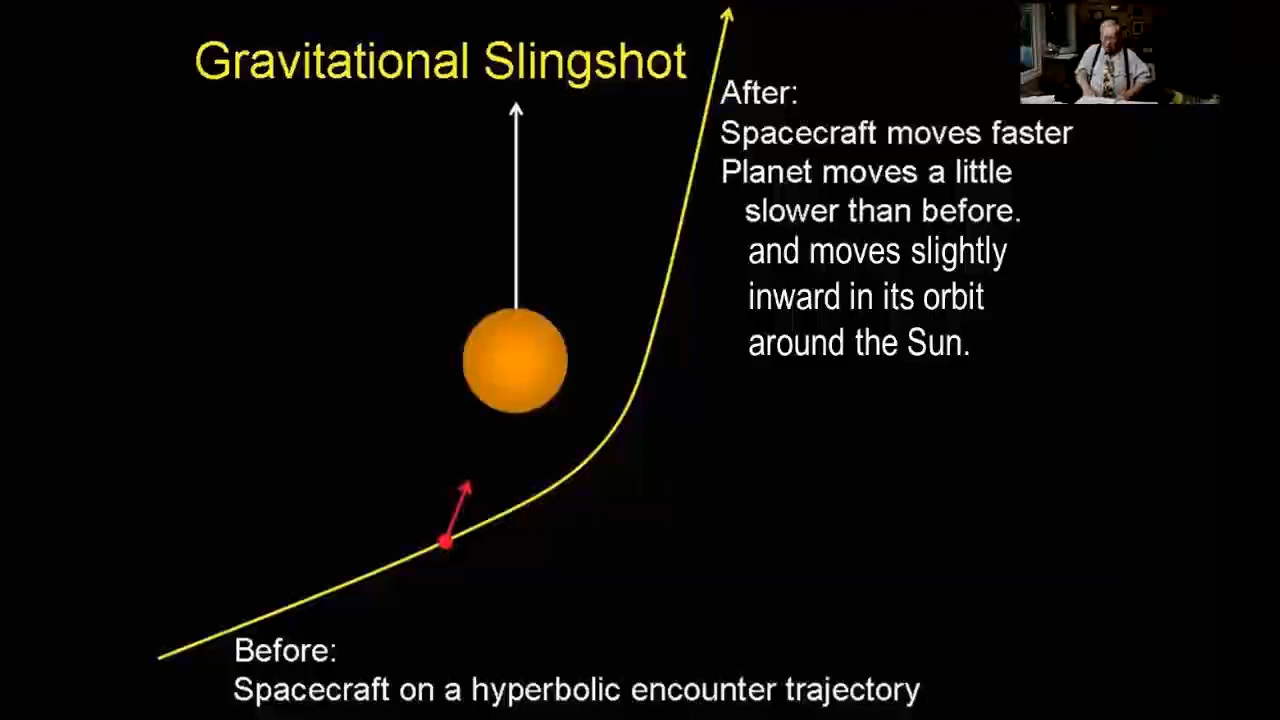 Gravitational Slingshot
After:
Spacecraft moves faster
Planet moves a little
slower than before.
and moves slightly
inward in its orbit
around the Sun.
Before:
Spacecraft on a hyperbolic encounter trajectory